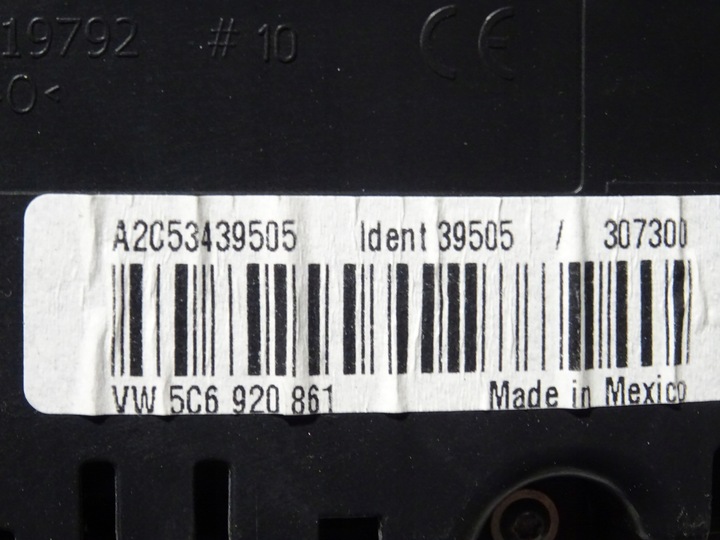 19792 # 10 CE
O<
A2C53439505 Ident 39505 / 307300
VW 5C6 920 861 Made in Mexico